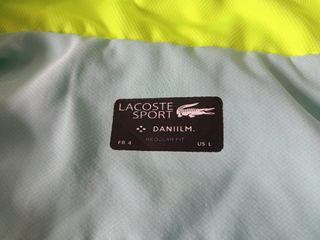 LACOSTE
SPORT
DANIILM.
REGULAR FIT
FR 4 US L